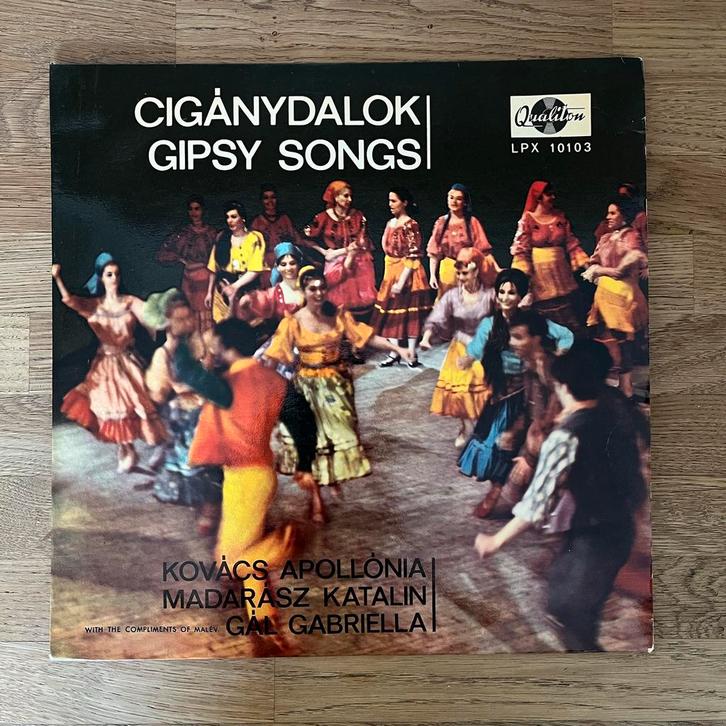 CIGÁNYDALOK
GIPSY SONGS
Qualiton
LPX 10103
KOVÁCS APOLLÓNIA
MADARÁSZ KATALIN
WITH THE COMPLIMENTS OF MALÉV GÁL GABRIELLA